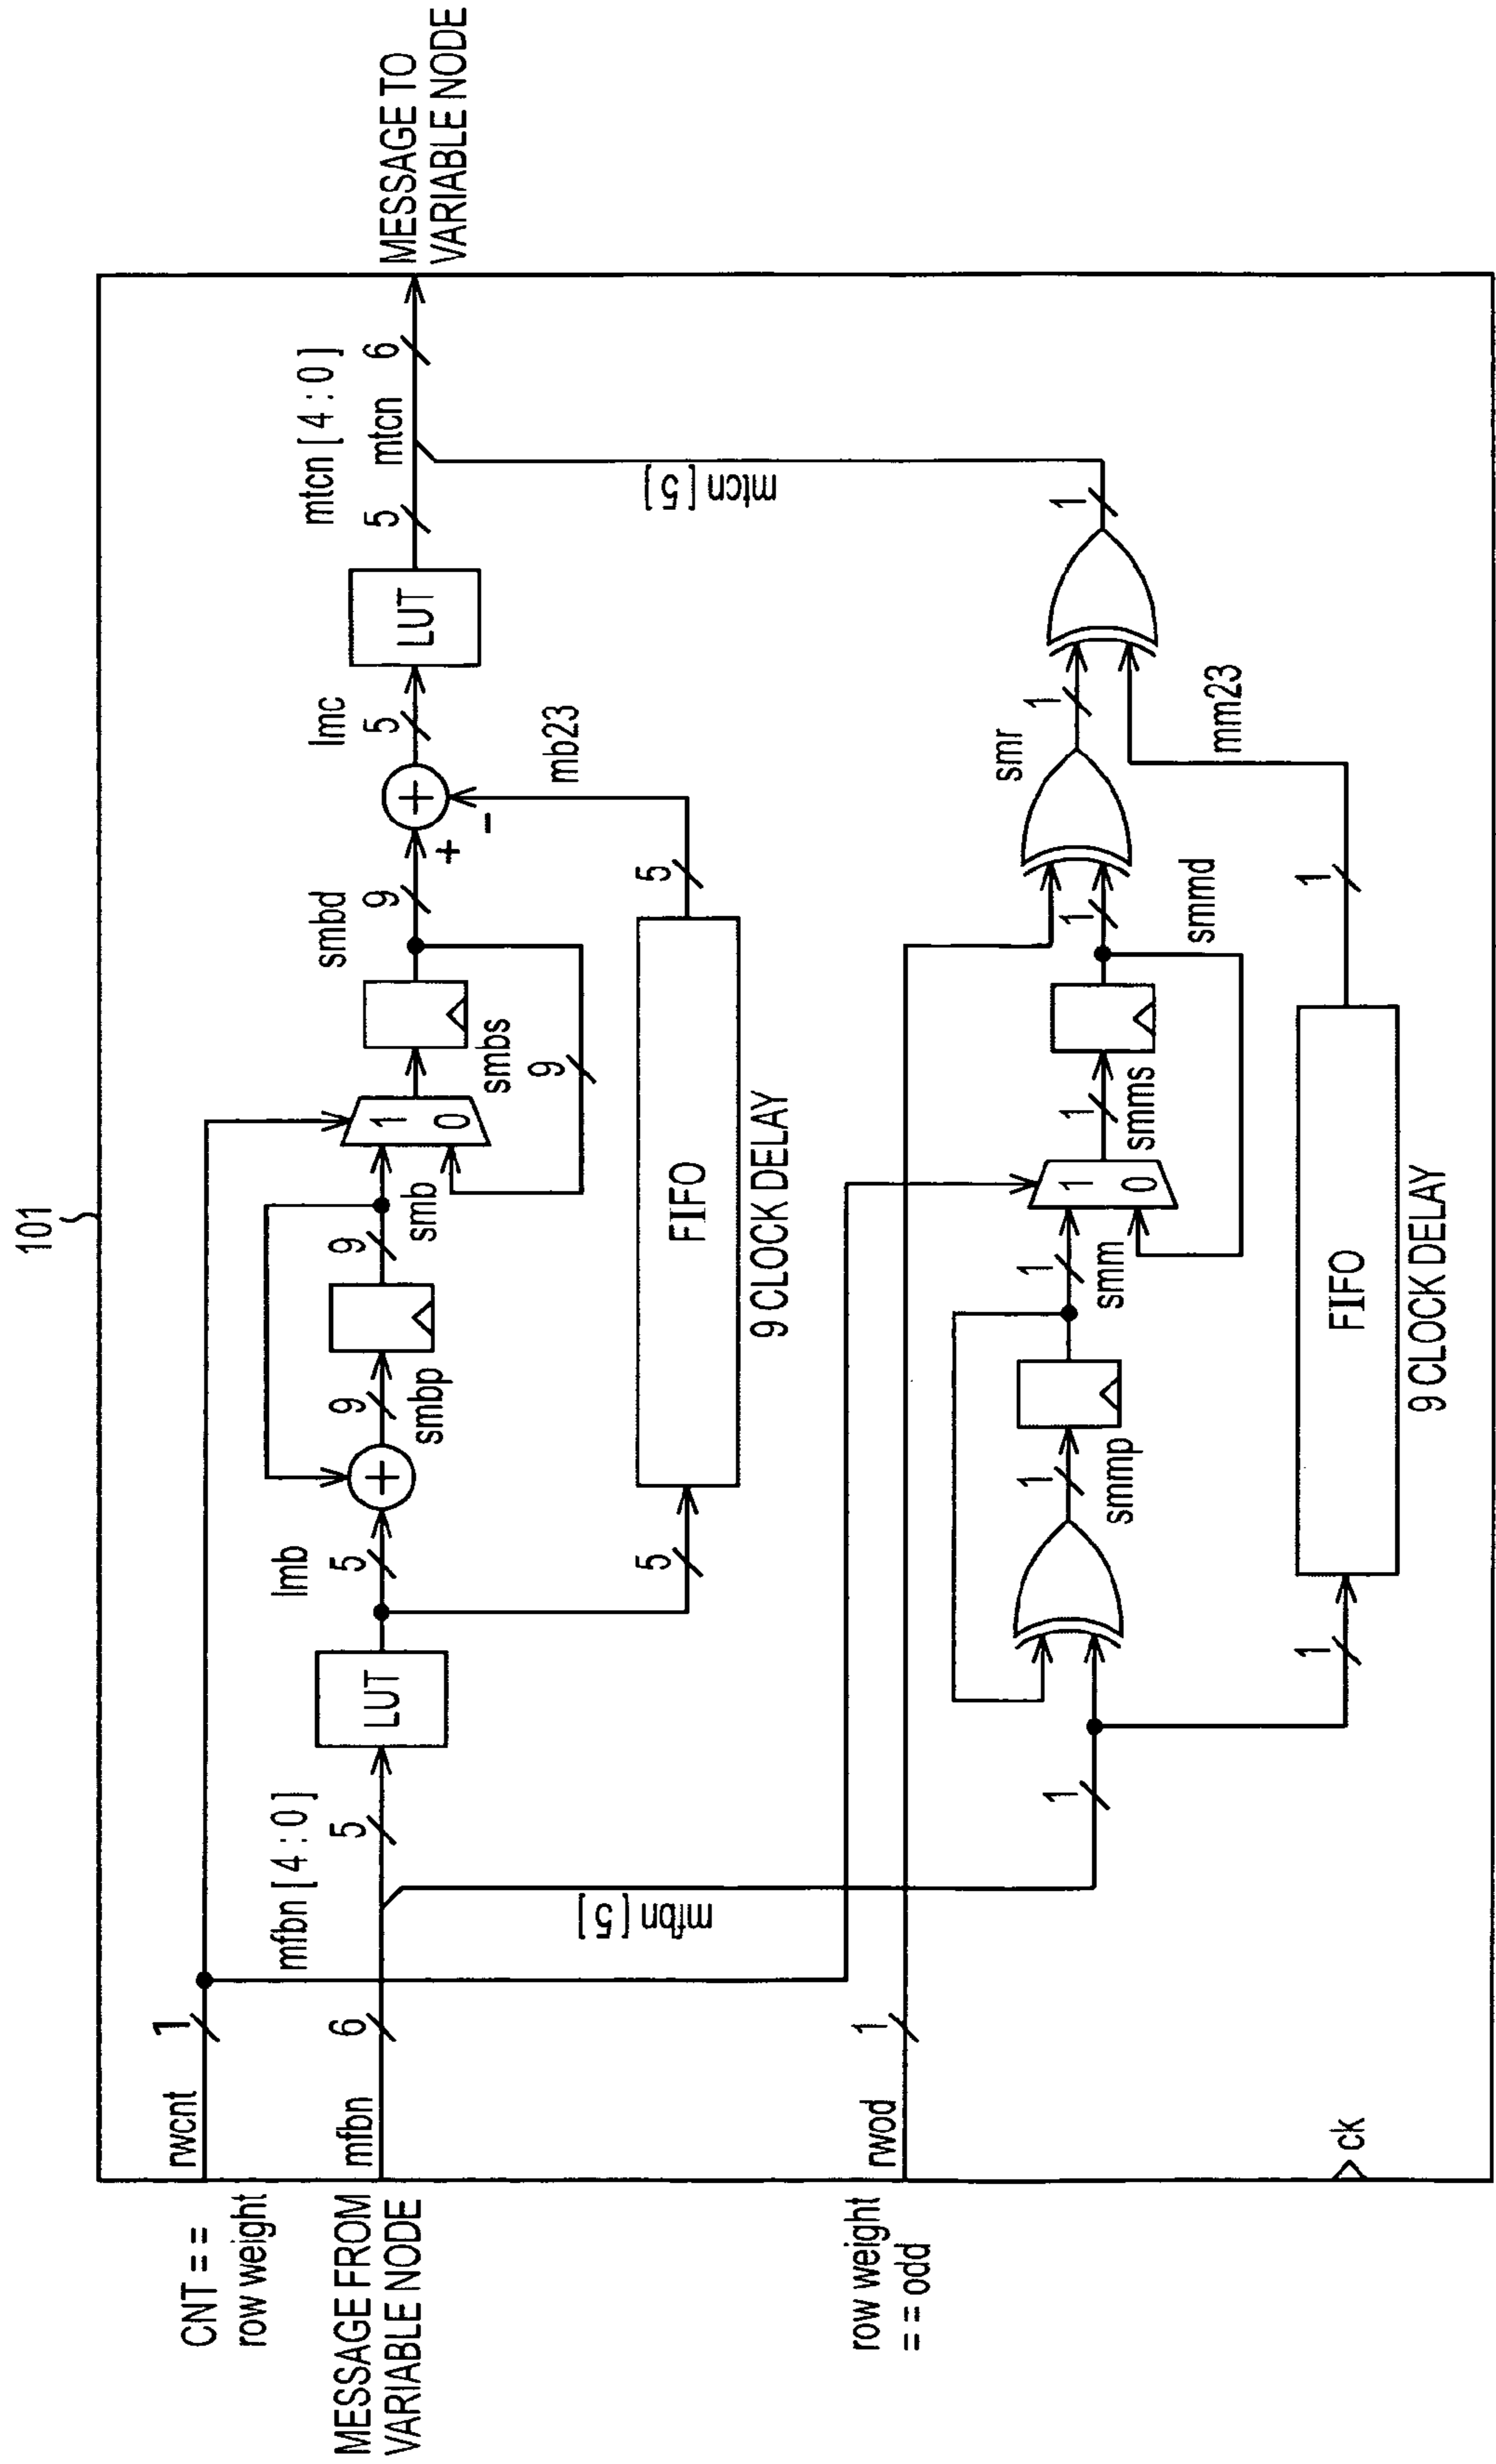 101
CNT = =
row weight
rwcnt
1
MESSAGE FROM
VARIABLE NODE
mfbn
6
mfbn [ 4 : 0 ]
5
LUT
lmb
5
smbp
9
9
smb
1
0
smbs
9
smbd
9
+
-
lmc
5
LUT
5
mtcn [ 4 : 0 ]
mtcn
6
MESSAGE TO
VARIABLE NODE
5
FIFO
9 CLOCK DELAY
5
mb23
mfbn [ 5 ]
mtcn [ 5 ]
row weight
= = odd
rwod
1
1
smmp
1
1
smm
1
0
1
smms
1
smmd
smr
1
1
1
FIFO
9 CLOCK DELAY
1
mm23
ck